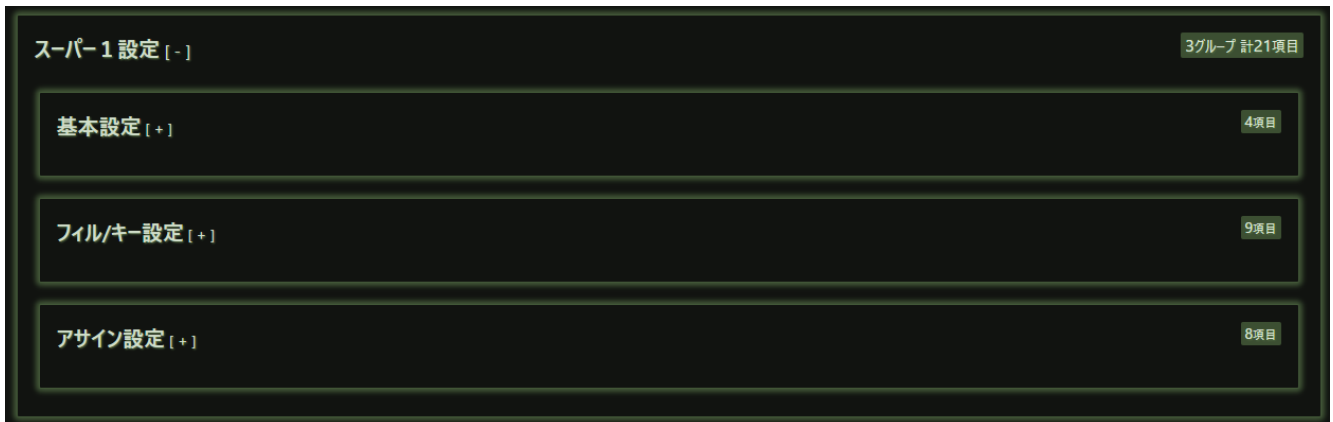 スーパー１設定 [ - ] 3グループ 計21項目
基本設定 [ + ] 4項目
フィル/キー設定 [ + ] 9項目
アサイン設定 [ + ] 8項目